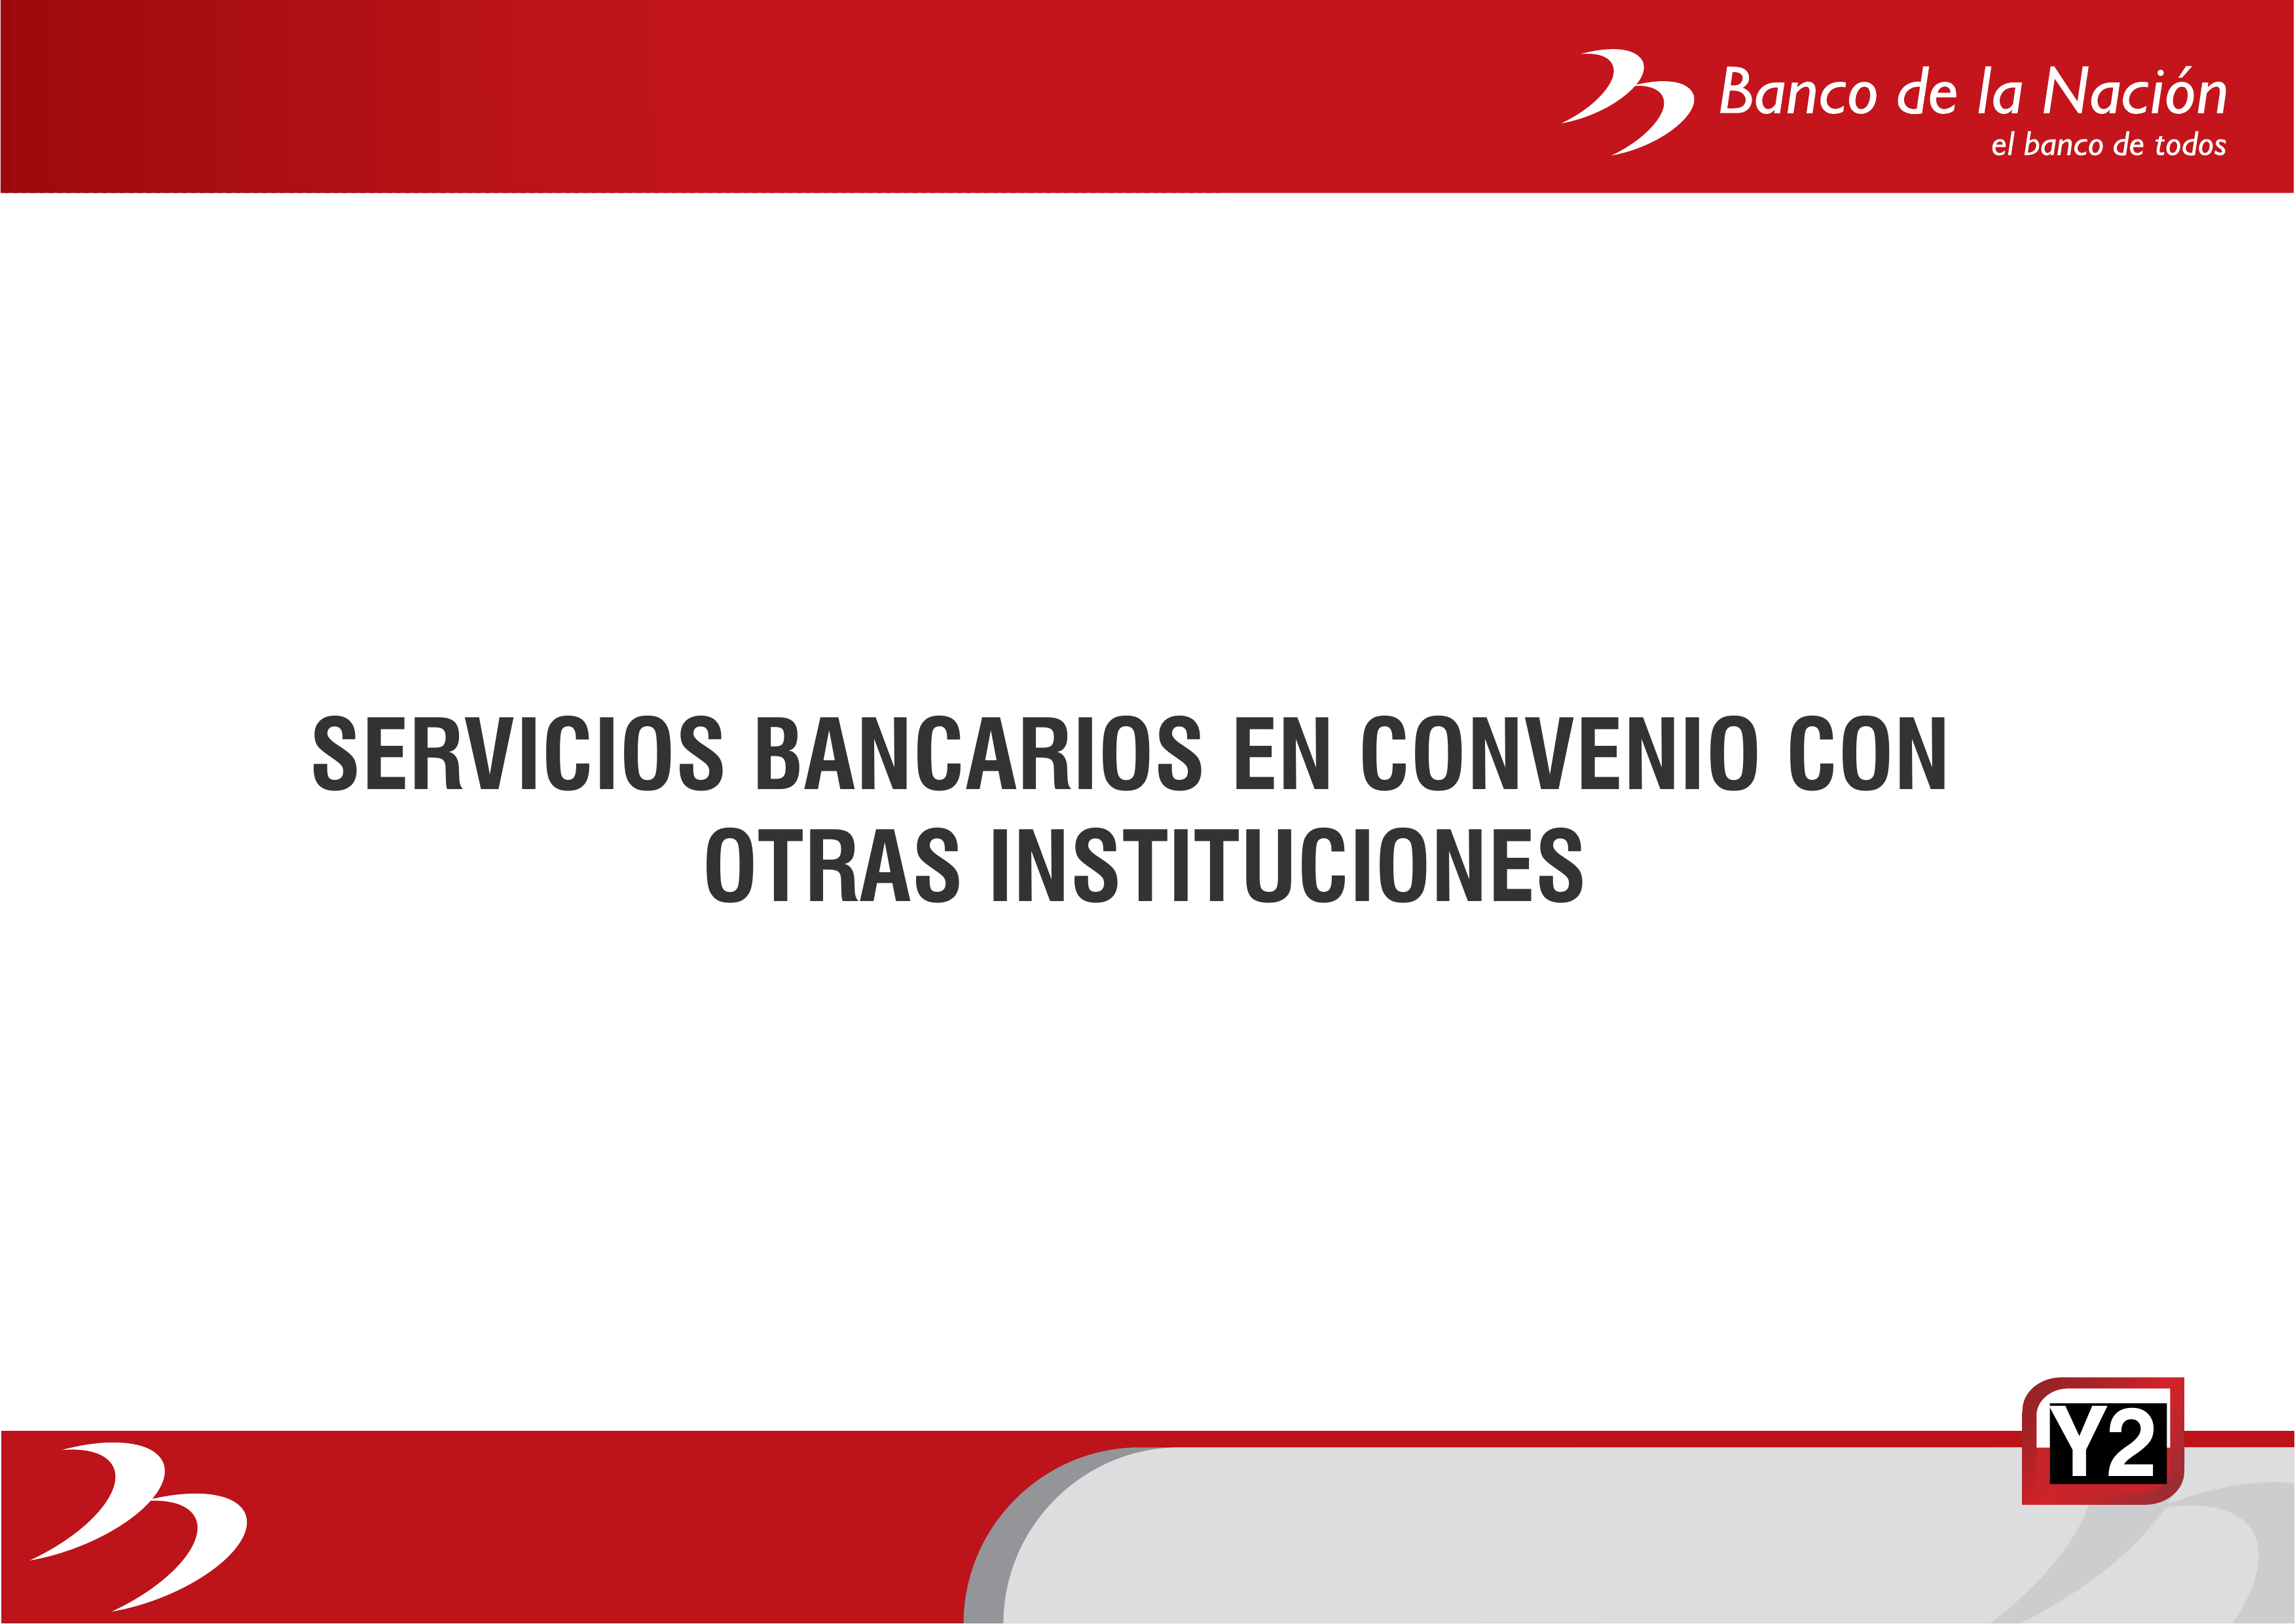 Banco de la Nación
el banco de todos
SERVICIOS BANCARIOS EN CONVENIO CON
OTRAS INSTITUCIONES
Y2